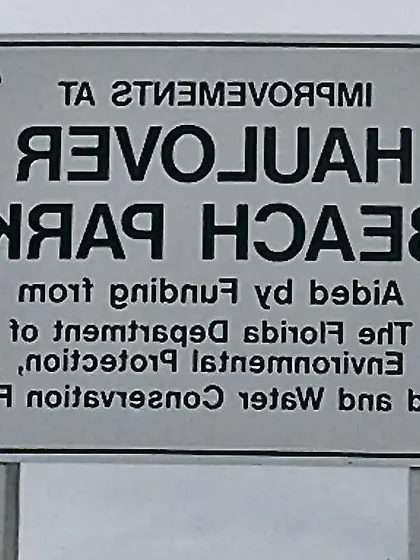 IMPROVEMENTS AT
HAULOVER
BEACH PARK
Aided by Funding from
The Florida Department of
Environmental Protection,
d and Water Conservation F